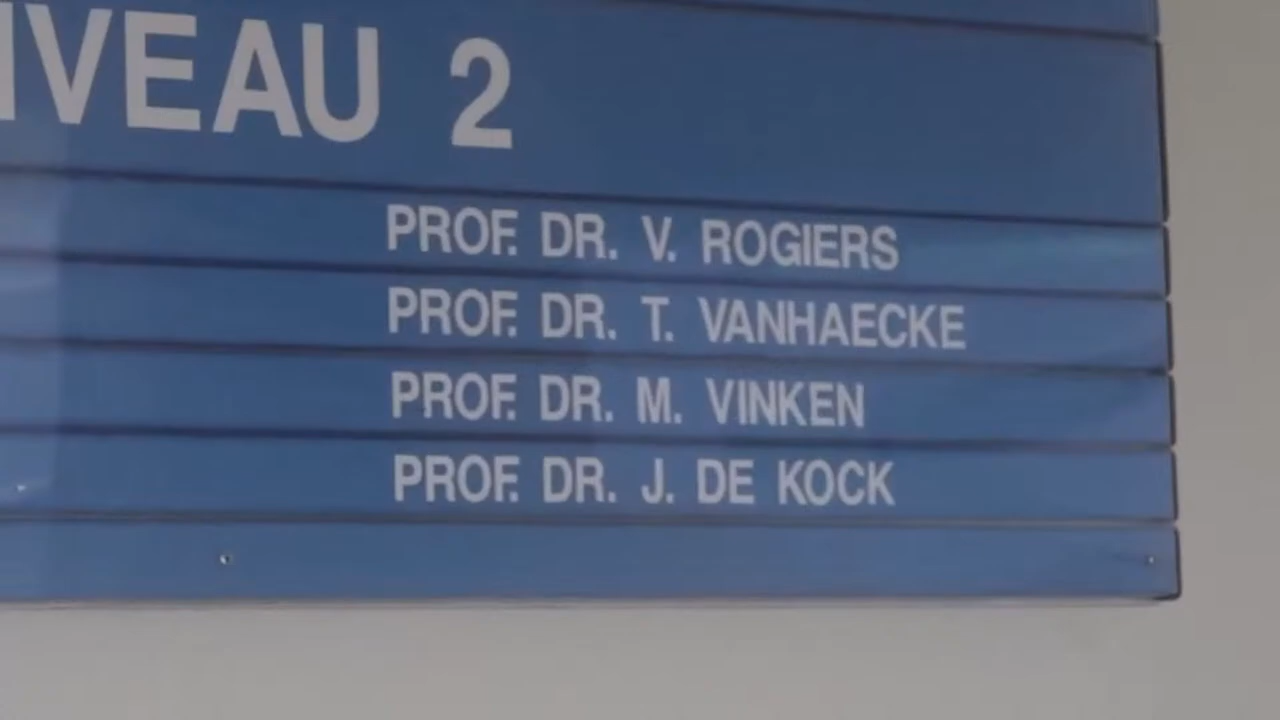 IVEAU 2
PROF. DR. V. ROGIERS
PROF. DR. T. VANHAECKE
PROF. DR. M. VINKEN
PROF. DR. J. DE KOCK